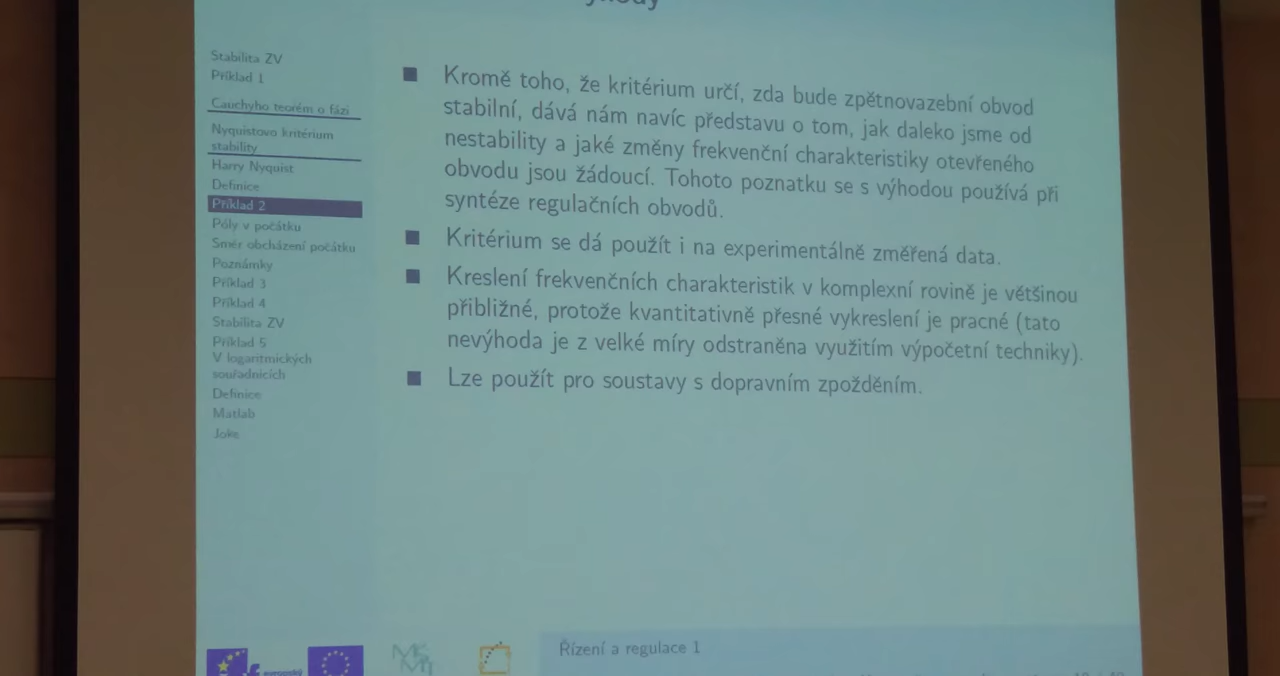 Stabilita ZV
Příklad 1
Cauchyho teorém o fázi
Nyquistovo kritérium
stability
Harry Nyquist
Definice
Příklad 2
Póly v počátku
Směr obcházení počátku
Poznámky
Příklad 3
Příklad 4
Stabilita ZV
Příklad 5
V logaritmických
souřadnicích
Definice
Matlab
Joke
Kromě toho, že kritérium určí, zda bude zpětnovazební obvod
stabilní, dává nám navíc představu o tom, jak daleko jsme od
nestability a jaké změny frekvenční charakteristiky otevřeného
obvodu jsou žádoucí. Tohoto poznatku se s výhodou používá při
syntéze regulačních obvodů.
Kritérium se dá použít i na experimentálně změřená data.
Kreslení frekvenčních charakteristik v komplexní rovině je většinou
přibližné, protože kvantitativně přesné vykreslení je pracné (tato
nevýhoda je z velké míry odstraněna využitím výpočetní techniky).
Lze použít pro soustavy s dopravním zpožděním.
Řízení a regulace 1